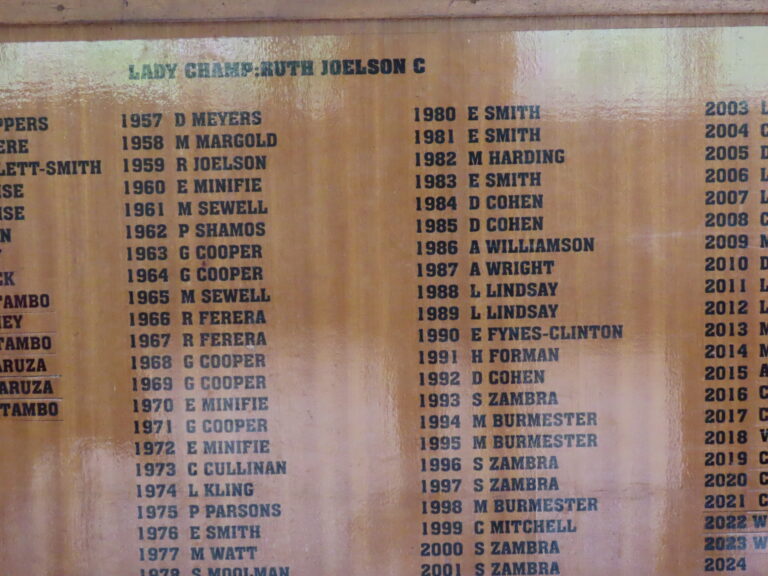 LADY CHAMP:RUTH JOELSON C
PPERS
ERE
LETT-SMITH
ISE
ISE
N
CK
TAMBO
EY
TAMBO
ARUZA
ARUZA
TAMBO
1957 D MEYERS
1958 M MARGOLD
1959 R JOELSON
1960 E MINIFIE
1961 M SEWELL
1962 P SHAMOS
1963 G COOPER
1964 G COOPER
1965 M SEWELL
1966 R FERERA
1967 R FERERA
1968 G COOPER
1969 G COOPER
1970 E MINIFIE
1971 G COOPER
1972 E MINIFIE
1973 C CULLINAN
1974 L KLING
1975 P PARSONS
1976 E SMITH
1977 M WATT
1978 S MOOLMAN
1980 E SMITH
1981 E SMITH
1982 M HARDING
1983 E SMITH
1984 D COHEN
1985 D COHEN
1986 A WILLIAMSON
1987 A WRIGHT
1988 L LINDSAY
1989 L LINDSAY
1990 E FYNES-CLINTON
1991 H FORMAN
1992 D COHEN
1993 S ZAMBRA
1994 M BURMESTER
1995 M BURMESTER
1996 S ZAMBRA
1997 S ZAMBRA
1998 M BURMESTER
1999 C MITCHELL
2000 S ZAMBRA
2001 S ZAMBRA
2003 L
2004 C
2005 D
2006 L
2007 L
2008 C
2009 M
2010 D
2011 L
2012 L
2013 M
2014 M
2015 A
2016 C
2017 C
2018 V
2019 C
2020 C
2021 C
2022 W
2023 W
2024